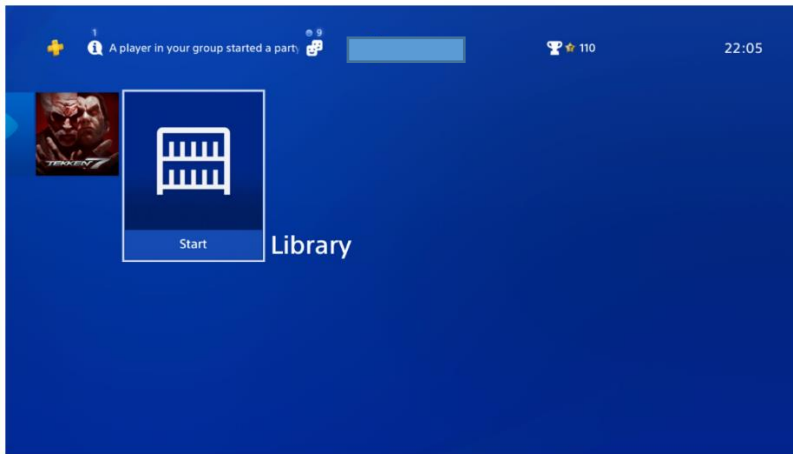 1
9
A player in your group started a party
110
22:05
TEKKEN 7
Start
Library